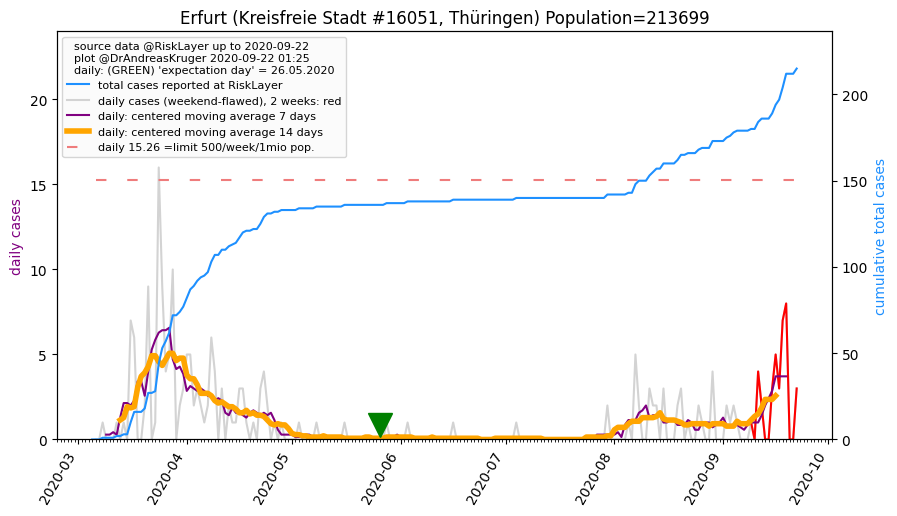 Erfurt (Kreisfreie Stadt #16051, Thüringen) Population=213699
source data @RiskLayer up to 2020-09-22
plot @DrAndreasKruger 2020-09-22 01:25
daily: (GREEN) 'expectation day' = 26.05.2020
total cases reported at RiskLayer
daily cases (weekend-flawed), 2 weeks: red
daily: centered moving average 7 days
daily: centered moving average 14 days
daily 15.26 =limit 500/week/1mio pop.
daily cases
20
15
10
5
0
cumulative total cases
200
150
100
50
0
2020-03
2020-04
2020-05
2020-06
2020-07
2020-08
2020-09
2020-10